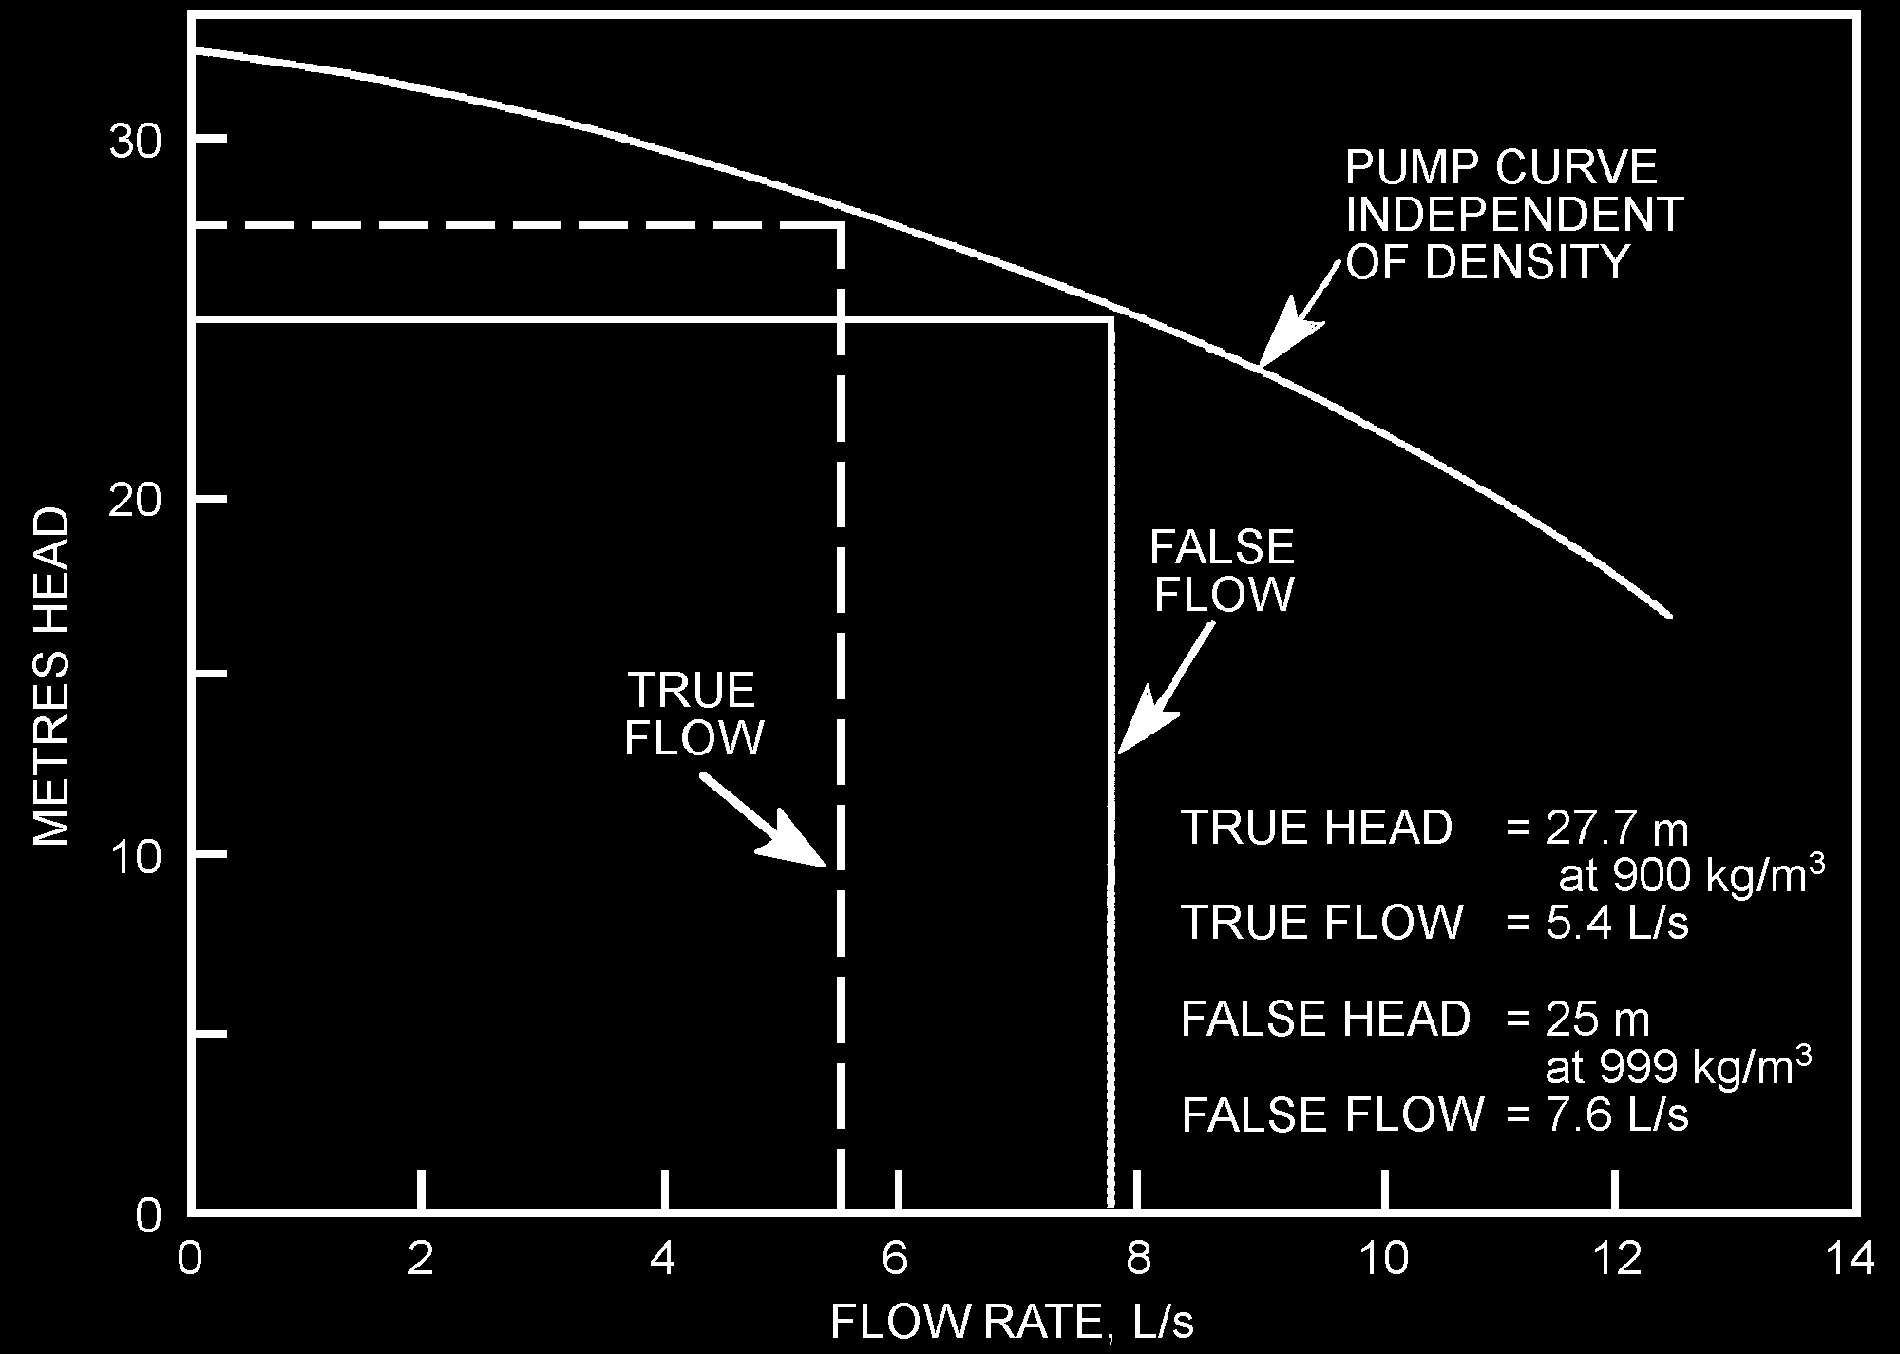 30
20
10
0
METRES HEAD
PUMP CURVE
INDEPENDENT
OF DENSITY
FALSE
FLOW
TRUE
FLOW
TRUE HEAD = 27.7 m
at 900 kg/m³
TRUE FLOW = 5.4 L/s
FALSE HEAD = 25 m
at 999 kg/m³
FALSE FLOW = 7.6 L/s
0 2 4 6 8 10 12 14
FLOW RATE, L/s